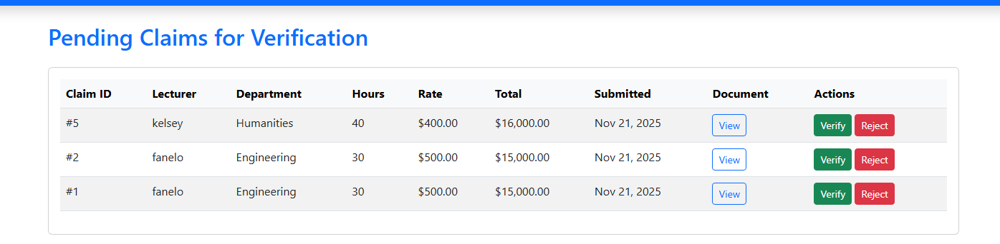 Pending Claims for Verification
Claim ID Lecturer Department Hours Rate Total Submitted Document Actions
#5 kelsey Humanities 40 $400.00 $16,000.00 Nov 21, 2025 View Verify Reject
#2 fanelo Engineering 30 $500.00 $15,000.00 Nov 21, 2025 View Verify Reject
#1 fanelo Engineering 30 $500.00 $15,000.00 Nov 21, 2025 View Verify Reject